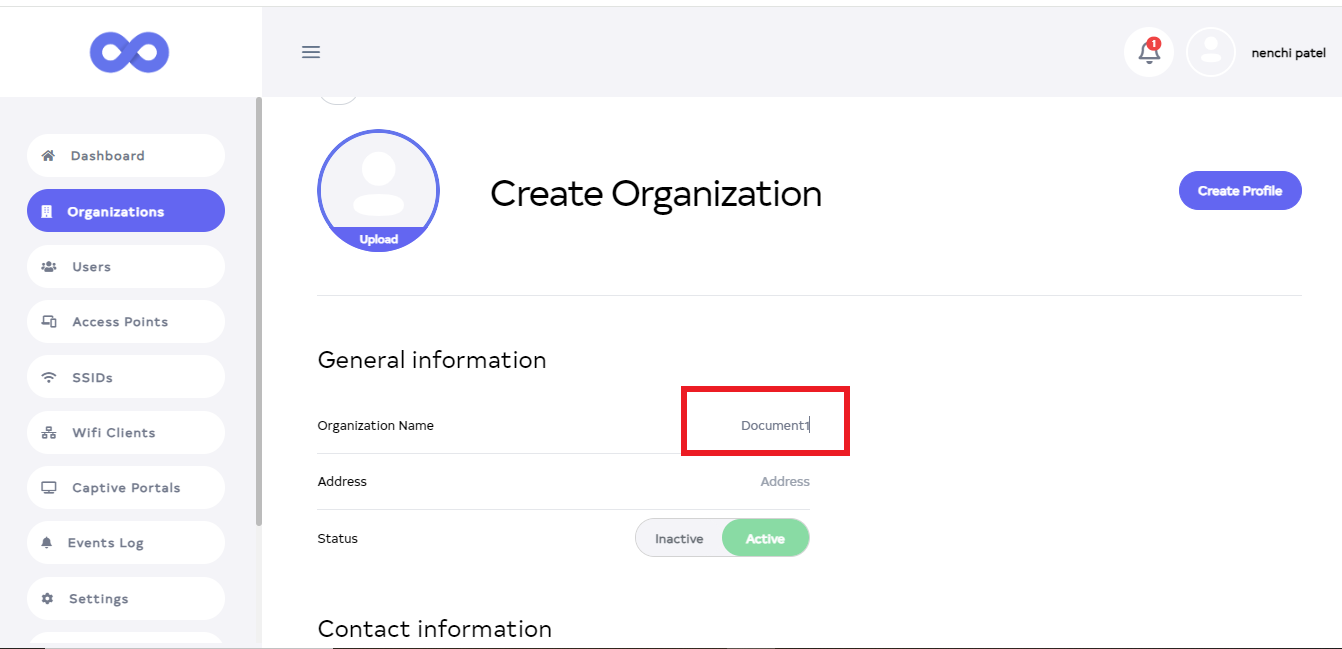 1
nenchi patel
Dashboard
Organizations
Users
Access Points
SSIDs
Wifi Clients
Captive Portals
Events Log
Settings
Upload
Create Organization
Create Profile
General information
Organization Name Document1
Address Address
Status Inactive Active
Contact information